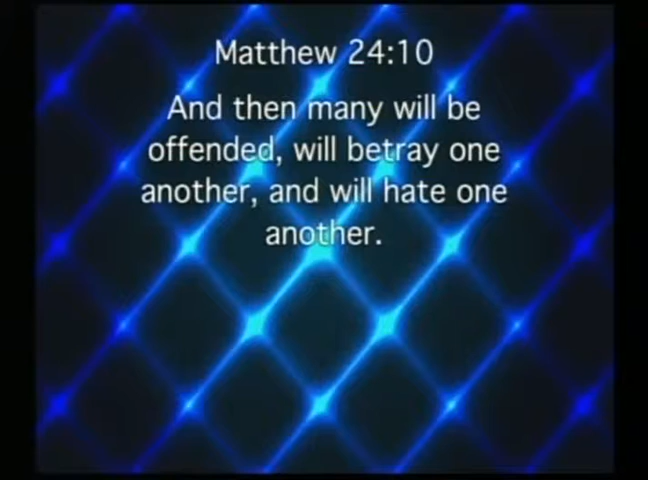 Matthew 24:10
And then many will be
offended, will betray one
another, and will hate one
another.